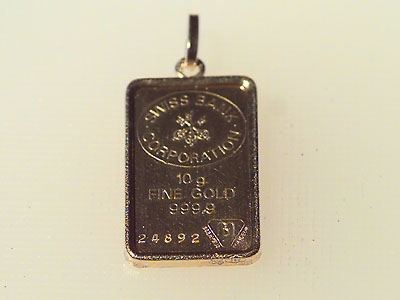 SWISS BANK
CORPORATION
10 g
FINE GOLD
999,9
24892